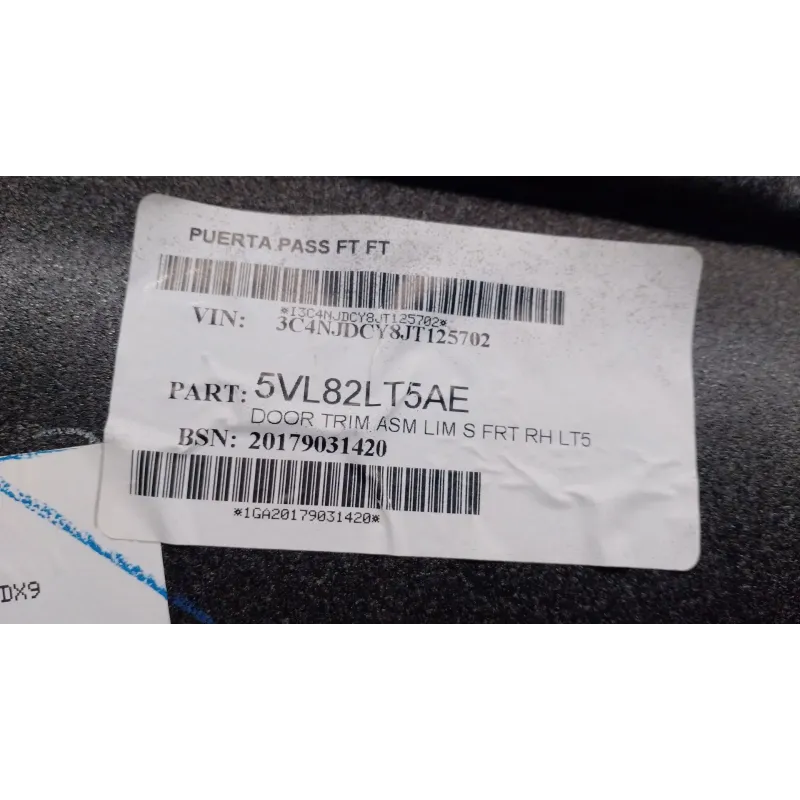 PUERTA PASS FT FT
*I3C4NJDCY8JT125702*
VIN: 3C4NJDCY8JT125702
PART: 5VL82LT5AE
DOOR TRIM ASM LIM S FRT RH LT5
BSN: 20179031420
*1GA20179031420*
DX9